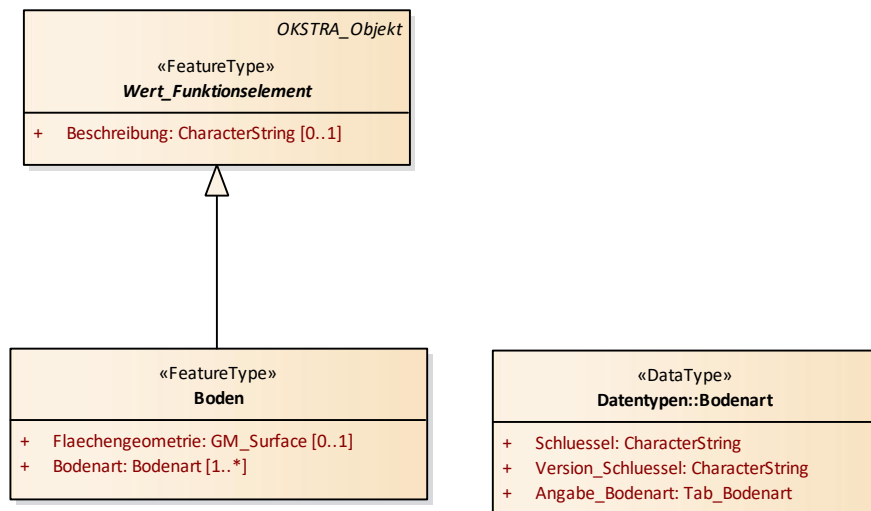 OKSTRA_Objekt
«FeatureType»
Wert_Funktionselement
+ Beschreibung: CharacterString [0..1]
«FeatureType»
Boden
+ Flaechengeometrie: GM_Surface [0..1]
+ Bodenart: Bodenart [1..*]
«DataType»
Datentypen::Bodenart
+ Schluessel: CharacterString
+ Version_Schluessel: CharacterString
+ Angabe_Bodenart: Tab_Bodenart